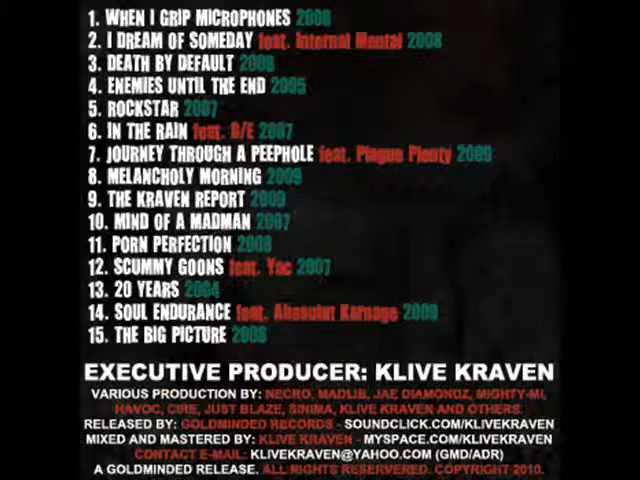 1. WHEN I GRIP MICROPHONES 2008
2. I DREAM OF SOMEDAY feat. Internal Mental 2008
3. DEATH BY DEFAULT 2008
4. ENEMIES UNTIL THE END 2005
5. ROCKSTAR 2007
6. IN THE RAIN feat. D/E 2007
7. JOURNEY THROUGH A PEEPHOLE feat. Plague Plenty 2009
8. MELANCHOLY MORNING 2009
9. THE KRAVEN REPORT 2009
10. MIND OF A MADMAN 2007
11. PORN PERFECTION 2008
12. SCUMMY GOONS feat. Yac 2007
13. 20 YEARS 2004
14. SOUL ENDURANCE feat. Absoulut Karnage 2009
15. THE BIG PICTURE 2008
EXECUTIVE PRODUCER: KLIVE KRAVEN
VARIOUS PRODUCTION BY: NECRO, MADLIB, JAE DIAMONDZ, MIGHTY-MI,
HAVOC, CIRE, JUST BLAZE, SINIMA, KLIVE KRAVEN AND OTHERS.
RELEASED BY: GOLDMINDED RECORDS - SOUNDCLICK.COM/KLIVEKRAVEN
MIXED AND MASTERED BY: KLIVE KRAVEN - MYSPACE.COM/KLIVEKRAVEN
CONTACT E-MAIL: KLIVEKRAVEN@YAHOO.COM (GMD/ADR)
A GOLDMINDED RELEASE. ALL RIGHTS RESERVERED. COPYRIGHT 2010.